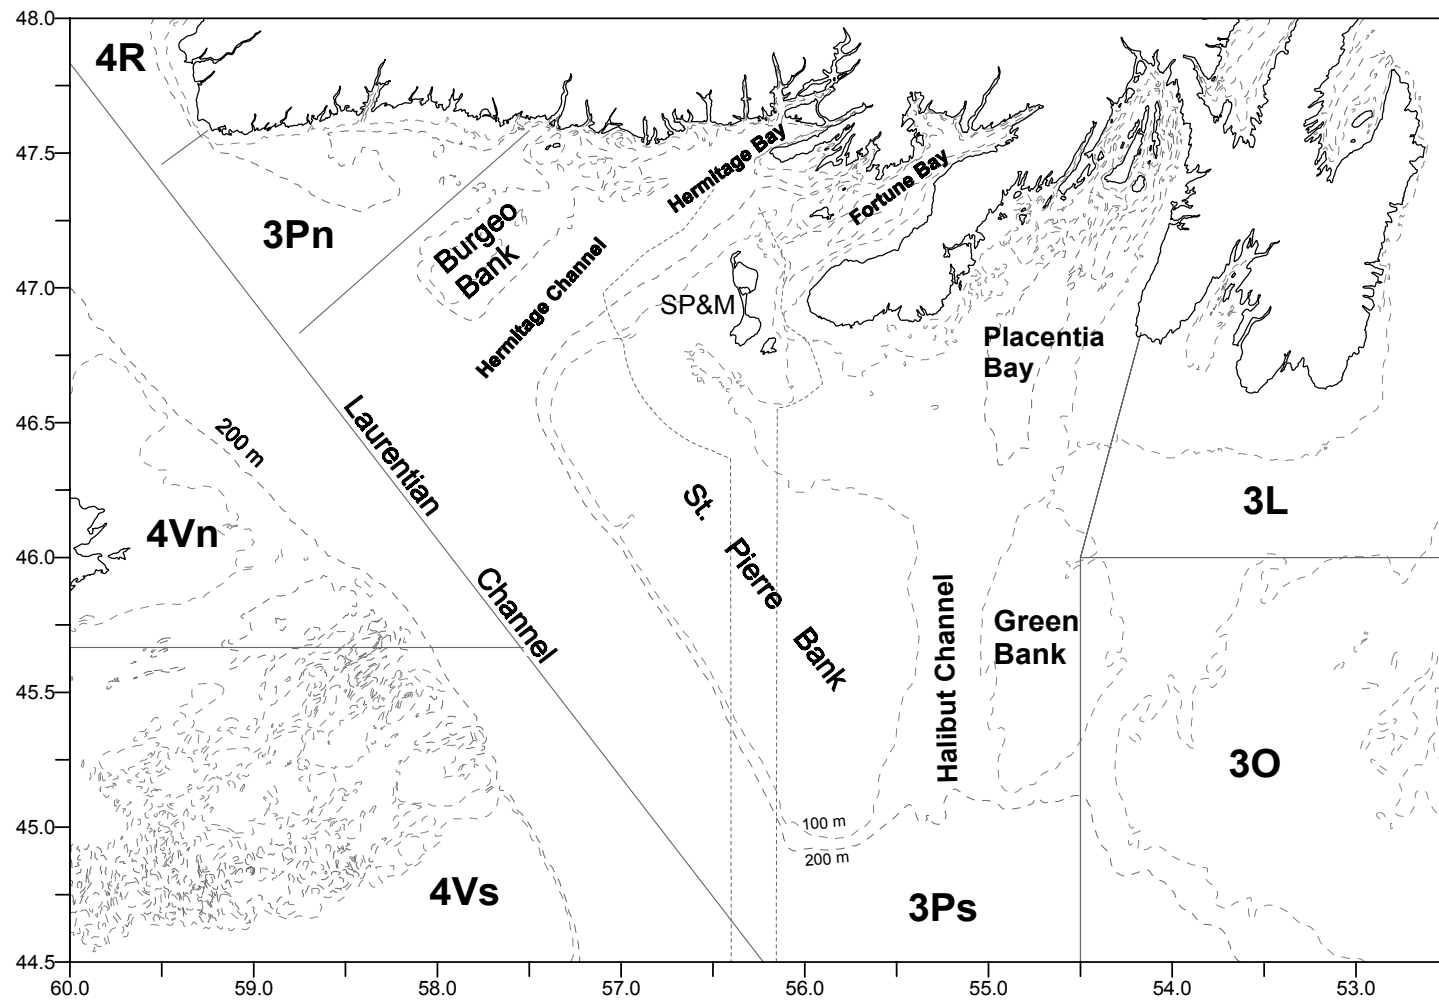 48.0
4R
47.5
Hermitage Bay
Fortune Bay
3Pn
Burgeo
Bank
Hermitage Channel
47.0
SP&M
Placentia
Bay
46.5
200 m
Laurentian
Channel
St.
Pierre
Bank
3L
4Vn
46.0
Halibut Channel
Green
Bank
45.5
3O
45.0
100 m
200 m
4Vs
3Ps
44.5
60.0
59.0
58.0
57.0
56.0
55.0
54.0
53.0